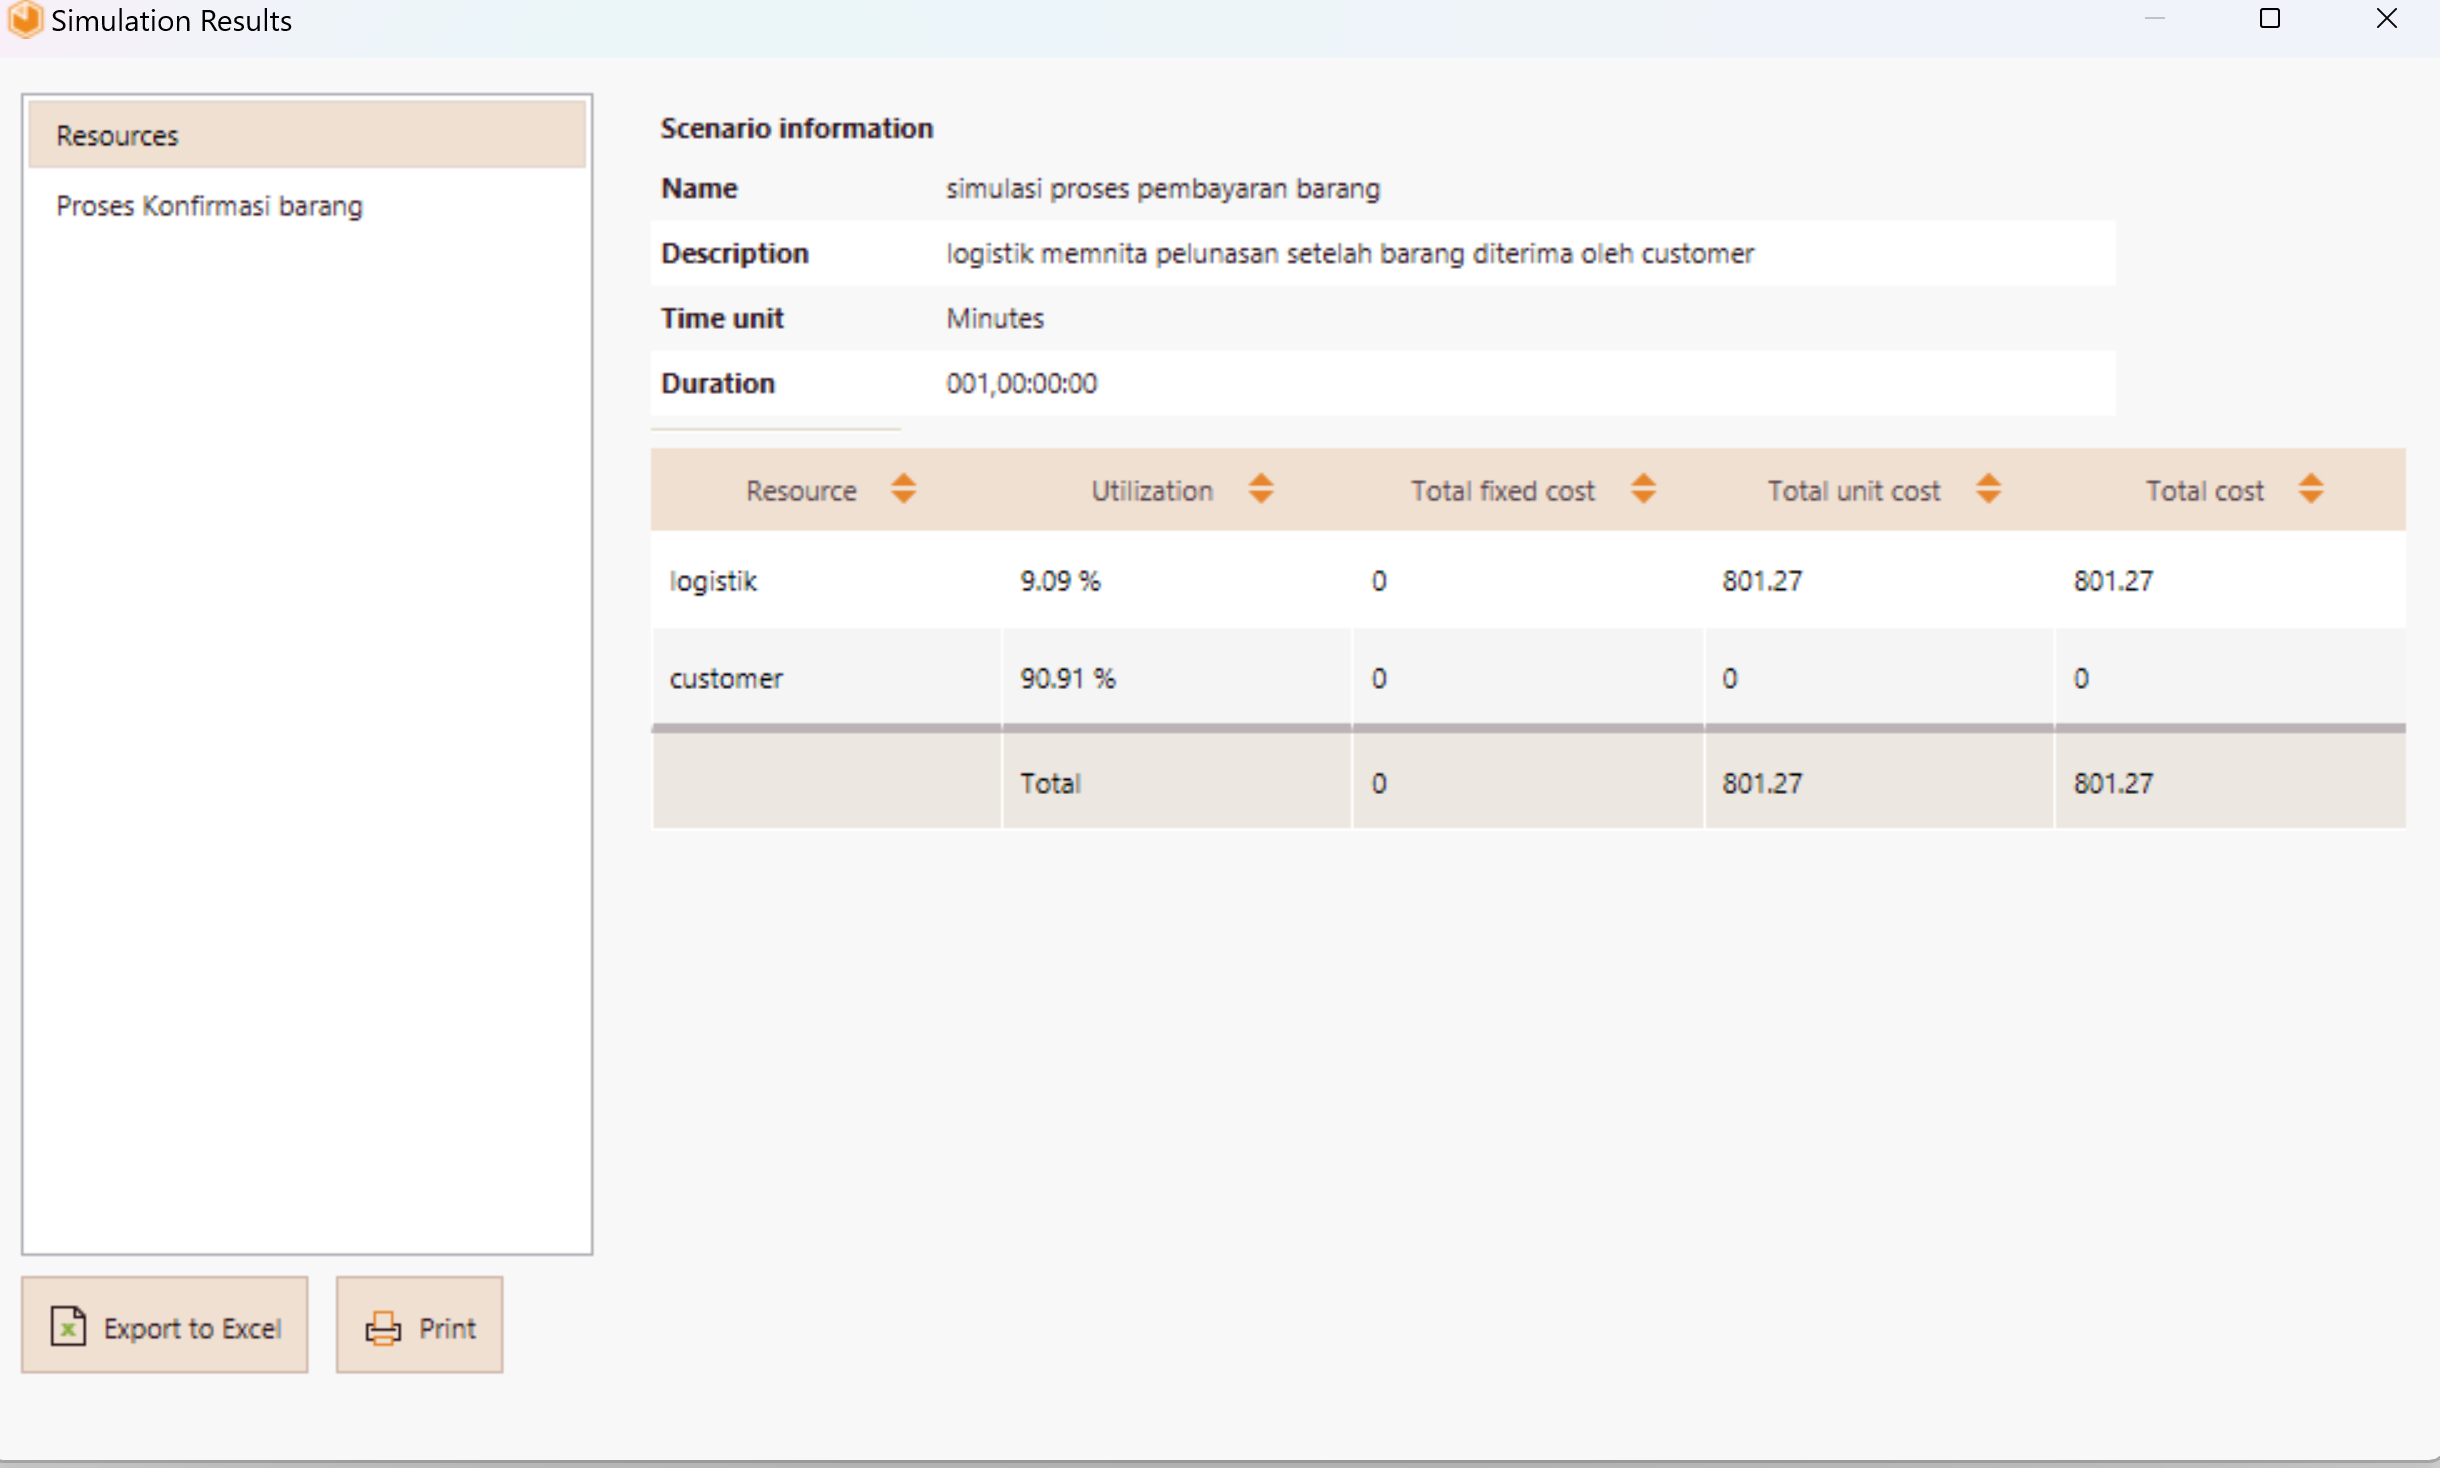 Simulation Results
Resources
Proses Konfirmasi barang
Scenario information
Name simulasi proses pembayaran barang
Description logistik memnita pelunasan setelah barang diterima oleh customer
Time unit Minutes
Duration 001,00:00:00
Resource Utilization Total fixed cost Total unit cost Total cost
logistik 9.09 % 0 801.27 801.27
customer 90.91 % 0 0 0
Total 0 801.27 801.27
Export to Excel Print